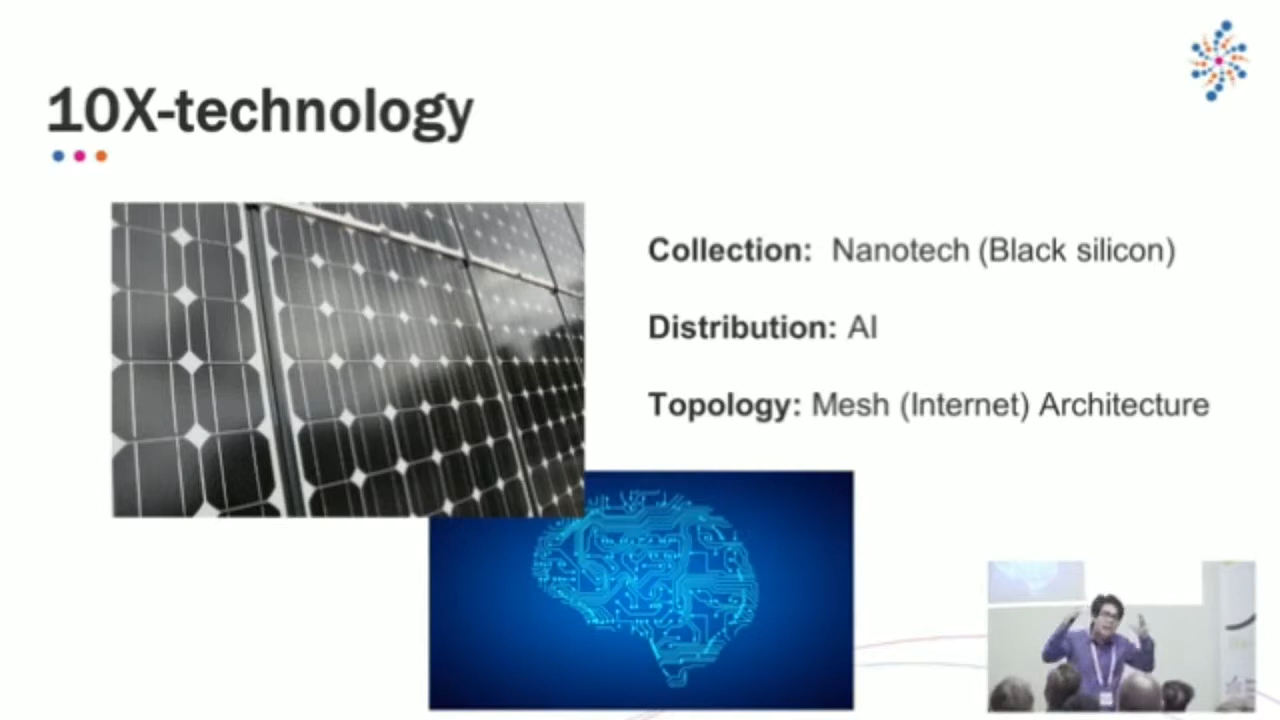 10X-technology
Collection: Nanotech (Black silicon)
Distribution: AI
Topology: Mesh (Internet) Architecture